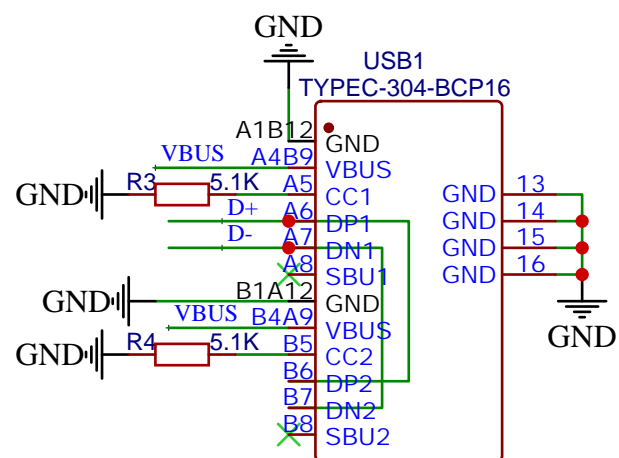 GND
USB1
TYPEC-304-BCP16
A1B12 GND
VBUS A4B9 VBUS
GND R3 5.1K A5 CC1 GND 13
D+ A6 DP1 GND 14
D- A7 DN1 GND 15
A8 SBU1 GND 16
GND B1A12 GND
VBUS B4A9 VBUS
GND
GND R4 5.1K B5 CC2
B6 DP2
B7 DN2
B8 SBU2